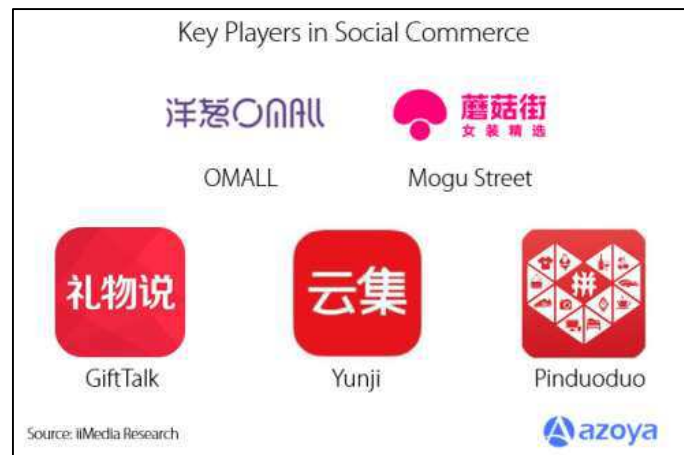 Key Players in Social Commerce
洋葱OMALL
蘑菇街
女装精选
OMALL
Mogu Street
礼物说
云集
拼
GiftTalk
Yunji
Pinduoduo
Source: iiMedia Research
azoya